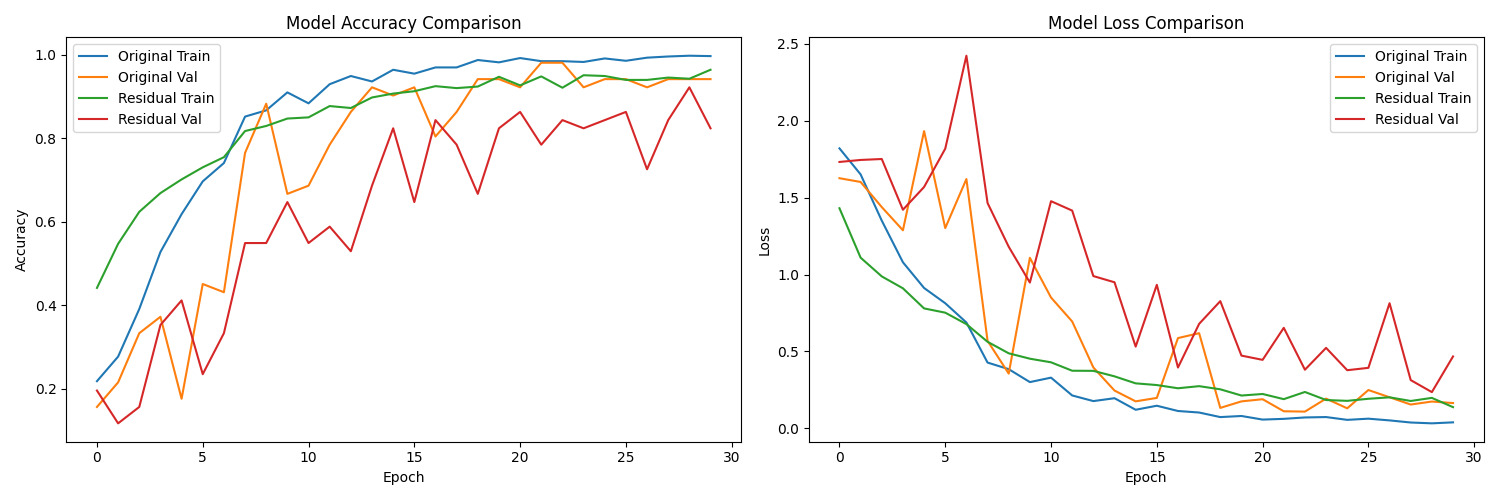 Model Accuracy Comparison
Original Train
Original Val
Residual Train
Residual Val
Accuracy
1.0
0.8
0.6
0.4
0.2
0 5 10 15 20 25 30
Epoch
Model Loss Comparison
Original Train
Original Val
Residual Train
Residual Val
Loss
2.5
2.0
1.5
1.0
0.5
0.0
0 5 10 15 20 25 30
Epoch